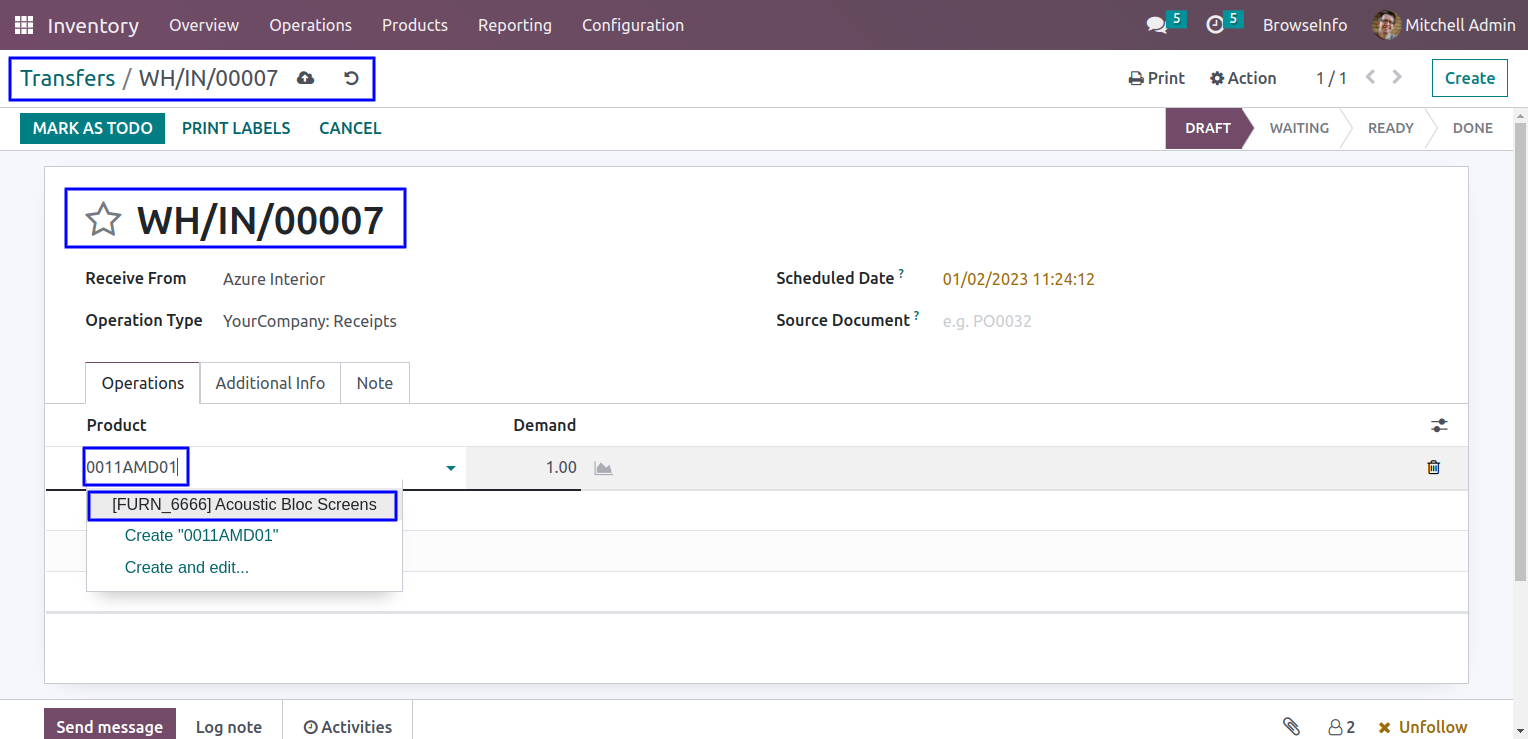 Inventory Overview Operations Products Reporting Configuration 5 5 BrowseInfo Mitchell Admin
Transfers / WH/IN/00007 Print Action 1 / 1 Create
MARK AS TODO PRINT LABELS CANCEL DRAFT WAITING READY DONE
WH/IN/00007
Receive From Azure Interior Scheduled Date ? 01/02/2023 11:24:12
Operation Type YourCompany: Receipts Source Document ? e.g. PO0032
Operations Additional Info Note
Product Demand
0011AMD01 1.00
[FURN_6666] Acoustic Bloc Screens
Create "0011AMD01"
Create and edit...
Send message Log note Activities 2 Unfollow